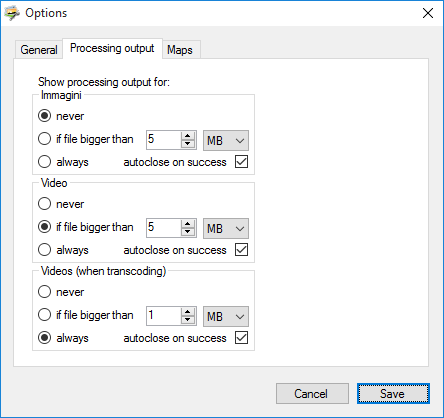 Options
General Processing output Maps
Show processing output for:
Immagini
never
if file bigger than 5 MB
always autoclose on success
Video
never
if file bigger than 5 MB
always autoclose on success
Videos (when transcoding)
never
if file bigger than 1 MB
always autoclose on success
Cancel Save